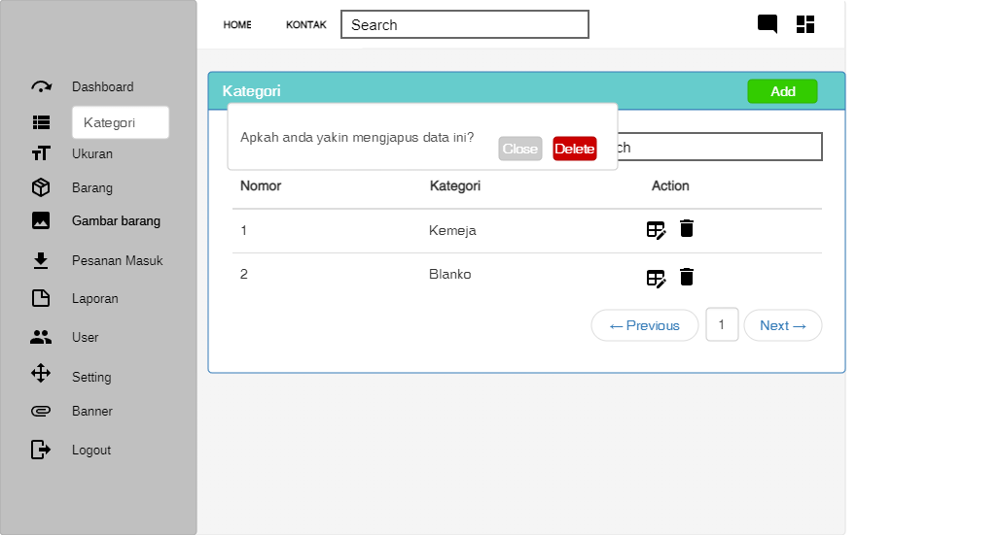 HOME KONTAK Search
Dashboard
Kategori
Ukuran
Barang
Gambar barang
Pesanan Masuk
Laporan
User
Setting
Banner
Logout
Kategori Add
Apkah anda yakin mengjapus data ini?
Close Delete
ch
Nomor Kategori Action
1 Kemeja
2 Blanko
← Previous 1 Next →